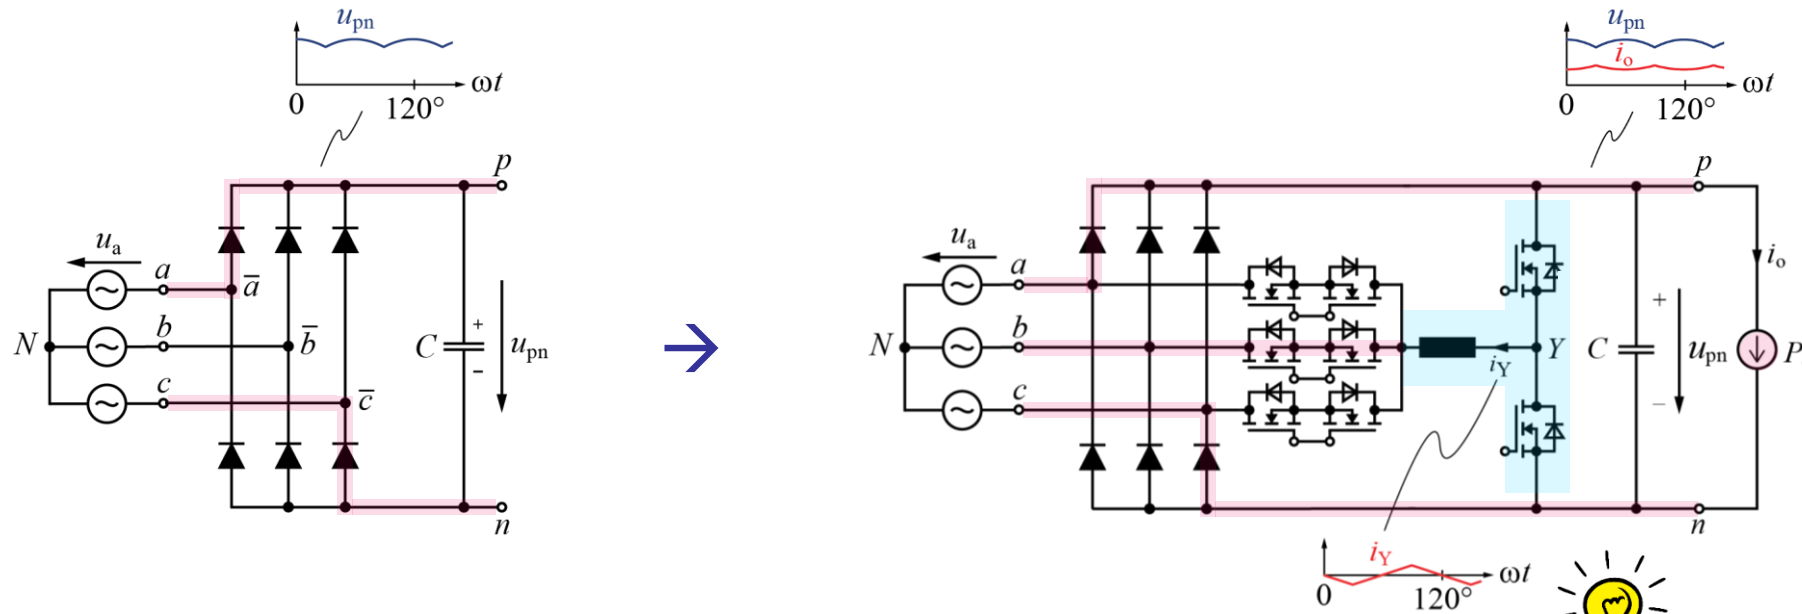 u_pn
ωt
0
120°
p
u_a
a
a̅
b
b̅
N
C
+
-
u_pn
c
c̅
n
u_pn
i_o
ωt
0
120°
p
u_a
a
i_o
b
N
i_Y
Y
C
+
u_pn
–
P
c
n
i_Y
ωt
0
120°